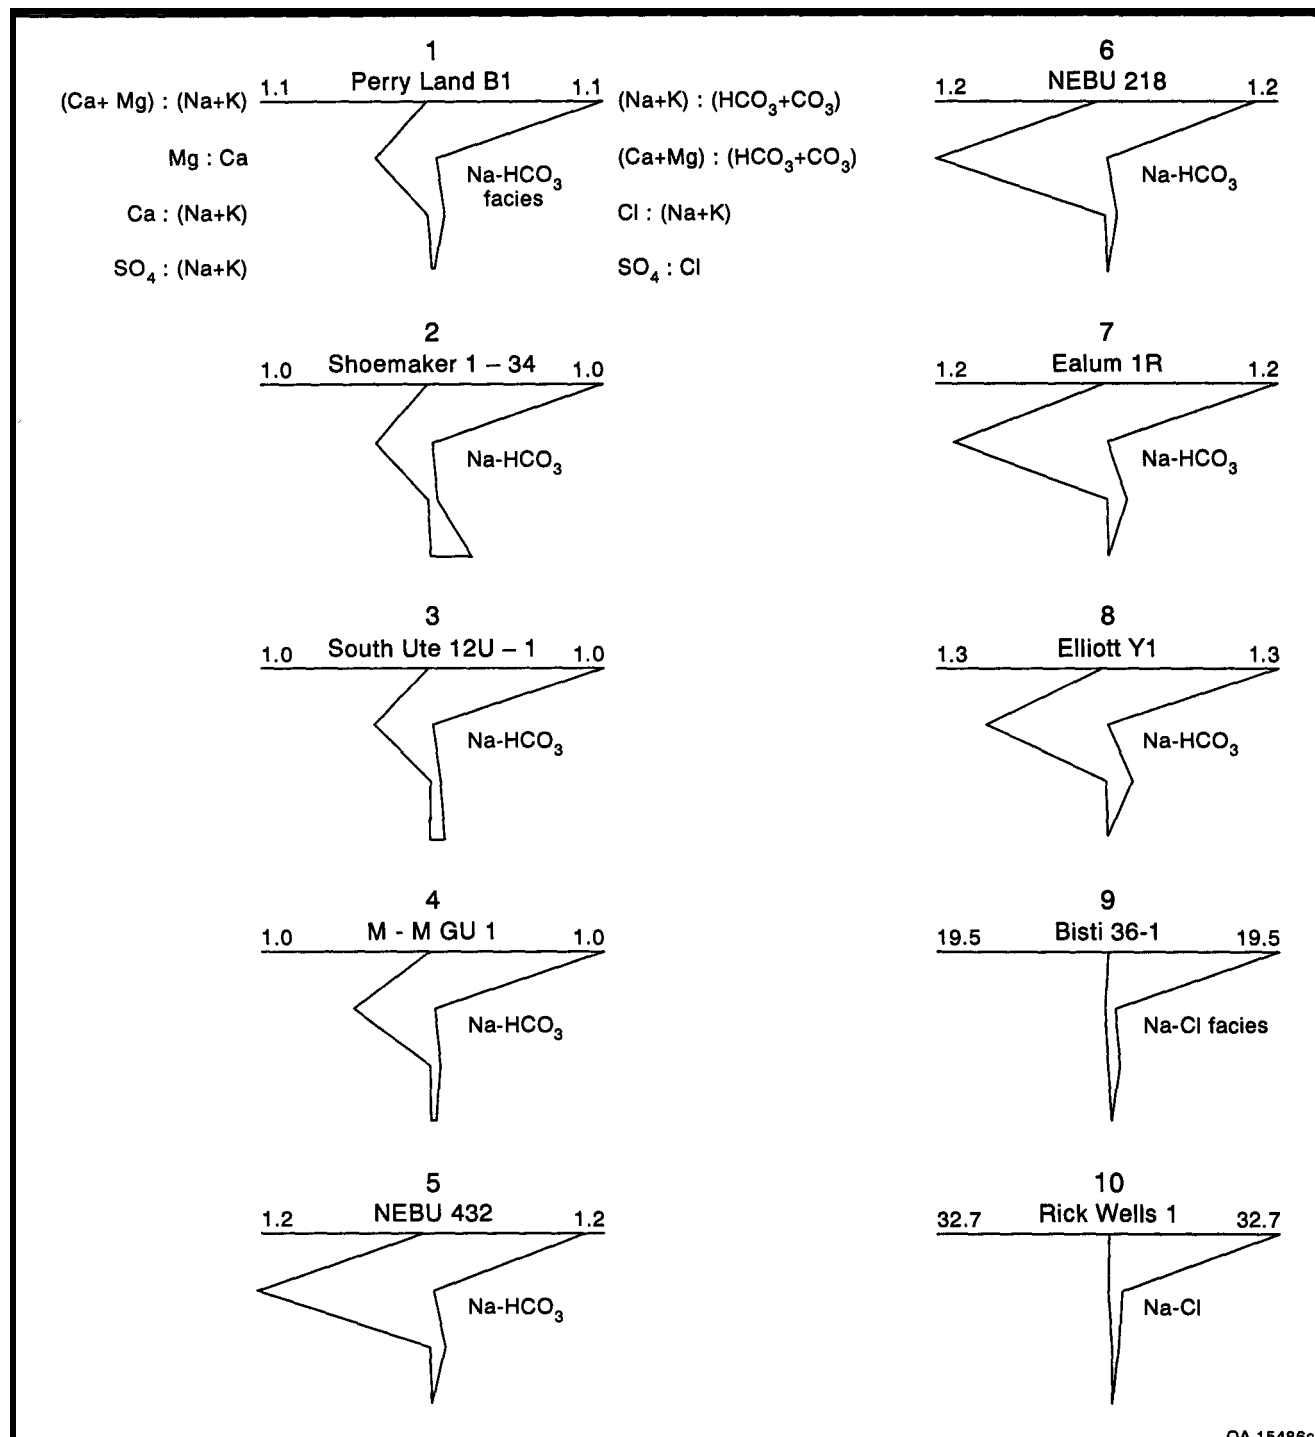 1
Perry Land B1
1.1 1.1
(Ca+ Mg) : (Na+K)
Mg : Ca
Ca : (Na+K)
SO₄ : (Na+K)
(Na+K) : (HCO₃+CO₃)
(Ca+Mg) : (HCO₃+CO₃)
Cl : (Na+K)
SO₄ : Cl
Na-HCO₃
facies
2
Shoemaker 1 – 34
1.0 1.0
Na-HCO₃
3
South Ute 12U – 1
1.0 1.0
Na-HCO₃
4
M - M GU 1
1.0 1.0
Na-HCO₃
5
NEBU 432
1.2 1.2
Na-HCO₃
6
NEBU 218
1.2 1.2
Na-HCO₃
7
Ealum 1R
1.2 1.2
Na-HCO₃
8
Elliott Y1
1.3 1.3
Na-HCO₃
9
Bisti 36-1
19.5 19.5
Na-Cl facies
10
Rick Wells 1
32.7 32.7
Na-Cl